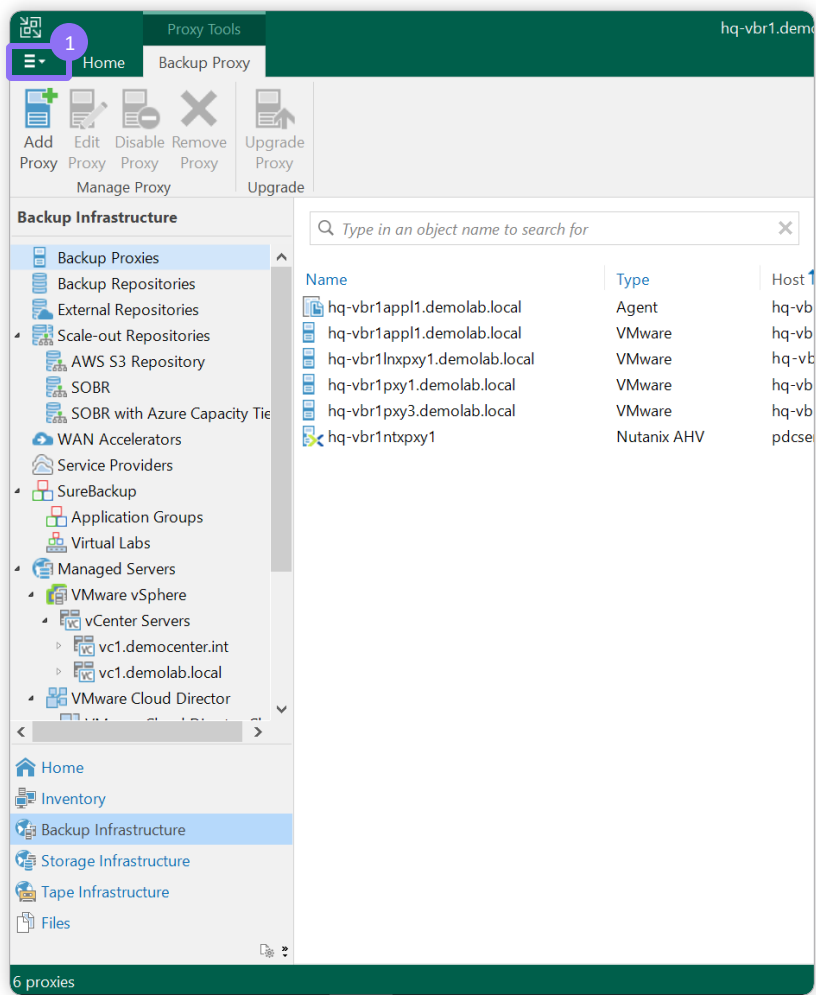 Proxy Tools
hq-vbr1.demo
1
Home
Backup Proxy
Add Proxy
Edit Proxy
Disable Proxy
Remove Proxy
Upgrade Proxy
Manage Proxy
Upgrade
Backup Infrastructure
Backup Proxies
Backup Repositories
External Repositories
Scale-out Repositories
AWS S3 Repository
SOBR
SOBR with Azure Capacity Tie
WAN Accelerators
Service Providers
SureBackup
Application Groups
Virtual Labs
Managed Servers
VMware vSphere
vCenter Servers
vc1.democenter.int
vc1.demolab.local
VMware Cloud Director
Home
Inventory
Backup Infrastructure
Storage Infrastructure
Tape Infrastructure
Files
Type in an object name to search for
Name Type Host
hq-vbr1appl1.demolab.local Agent hq-vb
hq-vbr1appl1.demolab.local VMware hq-vb
hq-vbr1lnxpxy1.demolab.local VMware hq-vb
hq-vbr1pxy1.demolab.local VMware hq-vb
hq-vbr1pxy3.demolab.local VMware hq-vb
hq-vbr1ntxpxy1 Nutanix AHV pdcser
6 proxies